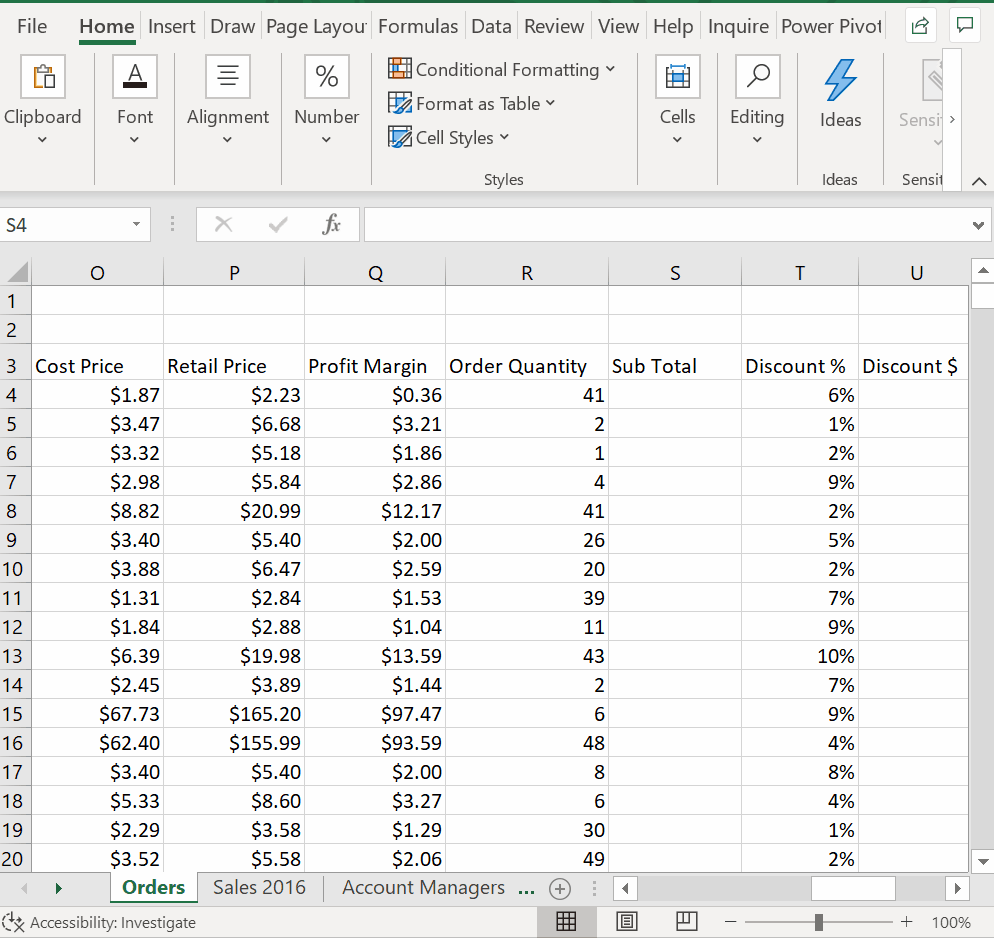 File Home Insert Draw Page Layou Formulas Data Review View Help Inquire Power Pivot
Clipboard
A
Font
Alignment
%
Number
Conditional Formatting
Format as Table
Cell Styles
Styles
Cells
Editing
Ideas
Ideas
Sensit
Sensit
S4
fx
O P Q R S T U
1
2
3 Cost Price Retail Price Profit Margin Order Quantity Sub Total Discount % Discount $
4 $1.87 $2.23 $0.36 41 6%
5 $3.47 $6.68 $3.21 2 1%
6 $3.32 $5.18 $1.86 1 2%
7 $2.98 $5.84 $2.86 4 9%
8 $8.82 $20.99 $12.17 41 2%
9 $3.40 $5.40 $2.00 26 5%
10 $3.88 $6.47 $2.59 20 2%
11 $1.31 $2.84 $1.53 39 7%
12 $1.84 $2.88 $1.04 11 9%
13 $6.39 $19.98 $13.59 43 10%
14 $2.45 $3.89 $1.44 2 7%
15 $67.73 $165.20 $97.47 6 9%
16 $62.40 $155.99 $93.59 48 4%
17 $3.40 $5.40 $2.00 8 8%
18 $5.33 $8.60 $3.27 6 4%
19 $2.29 $3.58 $1.29 30 1%
20 $3.52 $5.58 $2.06 49 2%
Orders Sales 2016 Account Managers ...
Accessibility: Investigate 100%